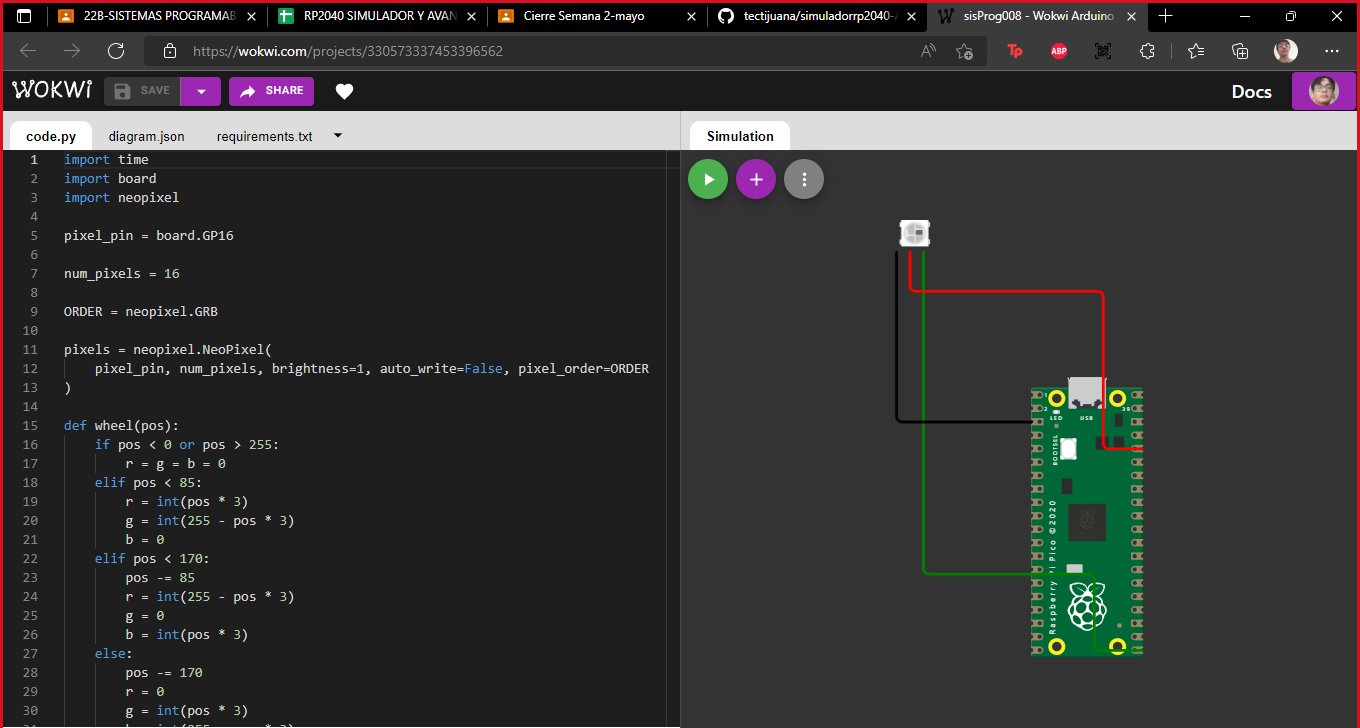 22B-SISTEMAS PROGRAMAB
RP2040 SIMULADOR Y AVAN
Cierre Semana 2-mayo
tectijuana/simuladorrp2040-
sisProg008 - Wokwi Arduino
https://wokwi.com/projects/330573337453396562
WOKWi
SAVE
SHARE
Docs
code.py
diagram.json
requirements.txt
Simulation
1 import time
2 import board
3 import neopixel
4
5 pixel_pin = board.GP16
6
7 num_pixels = 16
8
9 ORDER = neopixel.GRB
10
11 pixels = neopixel.NeoPixel(
12 pixel_pin, num_pixels, brightness=1, auto_write=False, pixel_order=ORDER
13 )
14
15 def wheel(pos):
16 if pos < 0 or pos > 255:
17 r = g = b = 0
18 elif pos < 85:
19 r = int(pos * 3)
20 g = int(255 - pos * 3)
21 b = 0
22 elif pos < 170:
23 pos -= 85
24 r = int(255 - pos * 3)
25 g = 0
26 b = int(pos * 3)
27 else:
28 pos -= 170
29 r = 0
30 g = int(pos * 3)
ABP
1
2
39
LED
USB
BOOTSEL
Raspberry Pi Pico ©2020